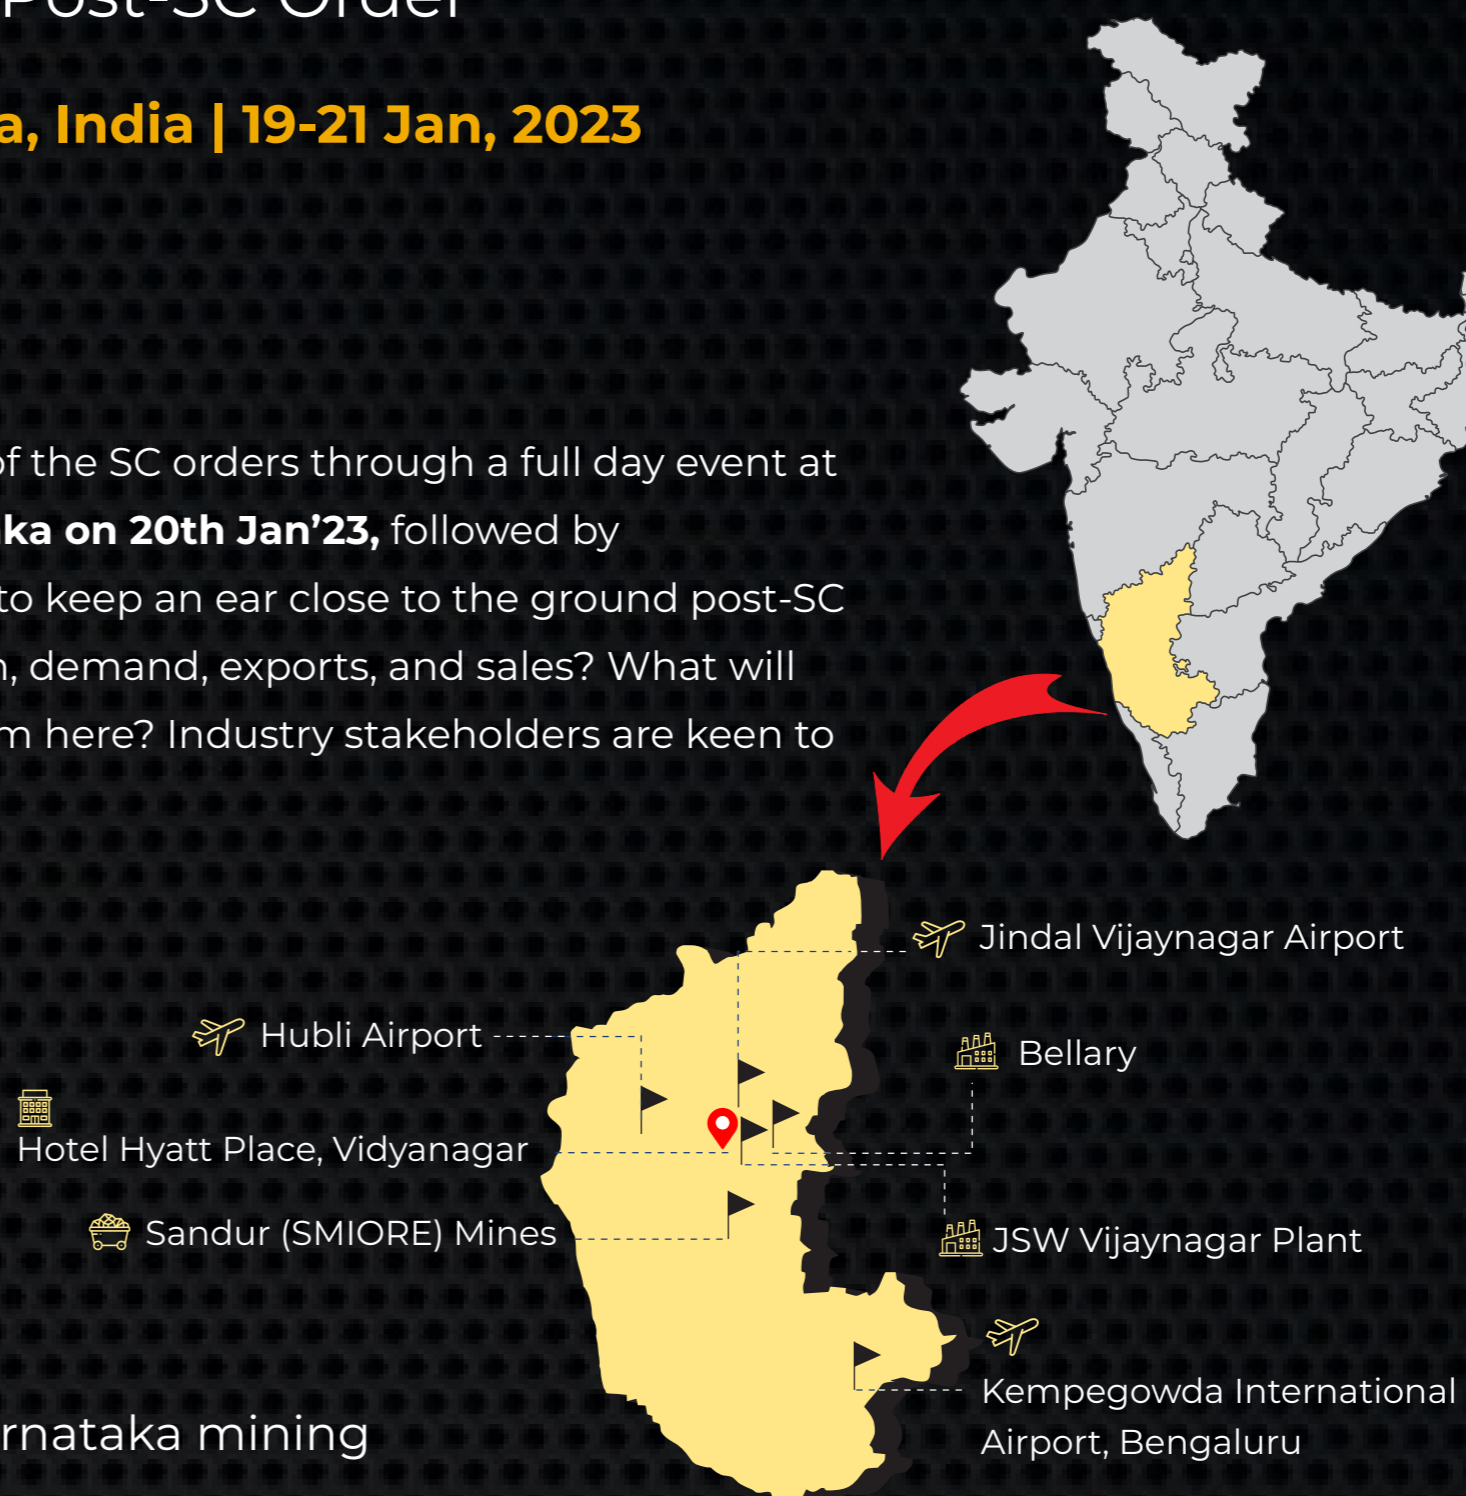 Post-SC Order
a, India | 19-21 Jan, 2023
of the SC orders through a full day event at
ka on 20th Jan’23, followed by
to keep an ear close to the ground post-SC
n, demand, exports, and sales? What will
m here? Industry stakeholders are keen to
Jindal Vijaynagar Airport
Hubli Airport
Bellary
Hotel Hyatt Place, Vidyanagar
Sandur (SMIORE) Mines
JSW Vijaynagar Plant
Kempegowda International
Airport, Bengaluru
rnataka mining